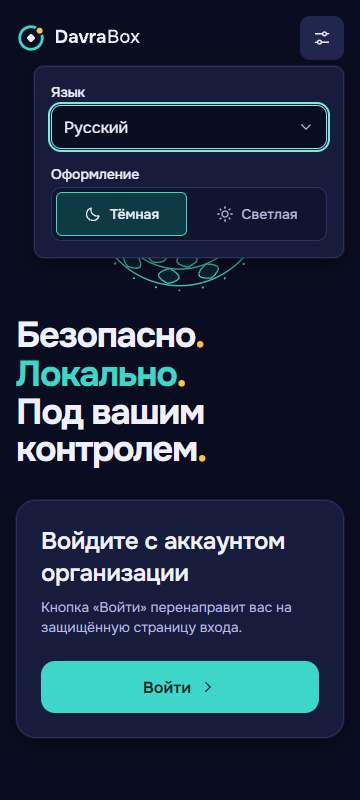 DavraBox
Язык
Русский
Оформление
Тёмная
Светлая
Безопасно.
Локально.
Под вашим
контролем.
Войдите с аккаунтом
организации
Кнопка «Войти» перенаправит вас на
защищённую страницу входа.
Войти